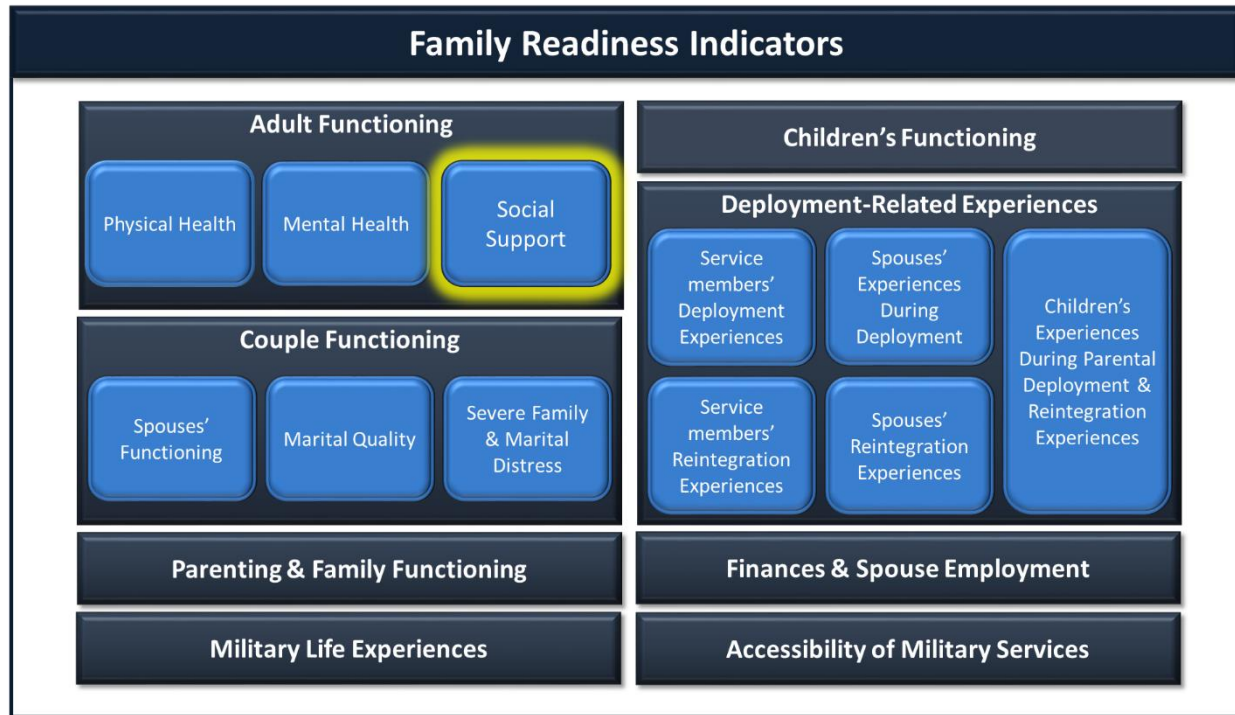 Family Readiness Indicators
Adult Functioning
Physical Health
Mental Health
Social
Support
Couple Functioning
Spouses’
Functioning
Marital Quality
Severe Family
& Marital
Distress
Parenting & Family Functioning
Military Life Experiences
Children’s Functioning
Deployment-Related Experiences
Service
members’
Deployment
Experiences
Spouses’
Experiences
During
Deployment
Service
members’
Reintegration
Experiences
Spouses’
Reintegration
Experiences
Children’s
Experiences
During Parental
Deployment &
Reintegration
Experiences
Finances & Spouse Employment
Accessibility of Military Services